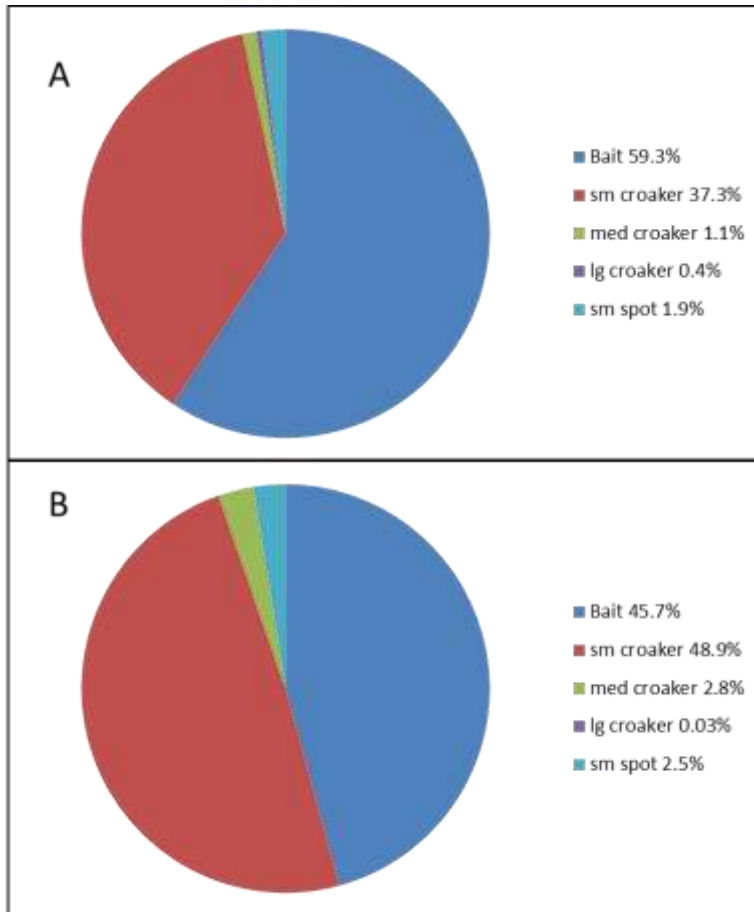 A
Bait 59.3%
sm croaker 37.3%
med croaker 1.1%
lg croaker 0.4%
sm spot 1.9%
B
Bait 45.7%
sm croaker 48.9%
med croaker 2.8%
lg croaker 0.03%
sm spot 2.5%